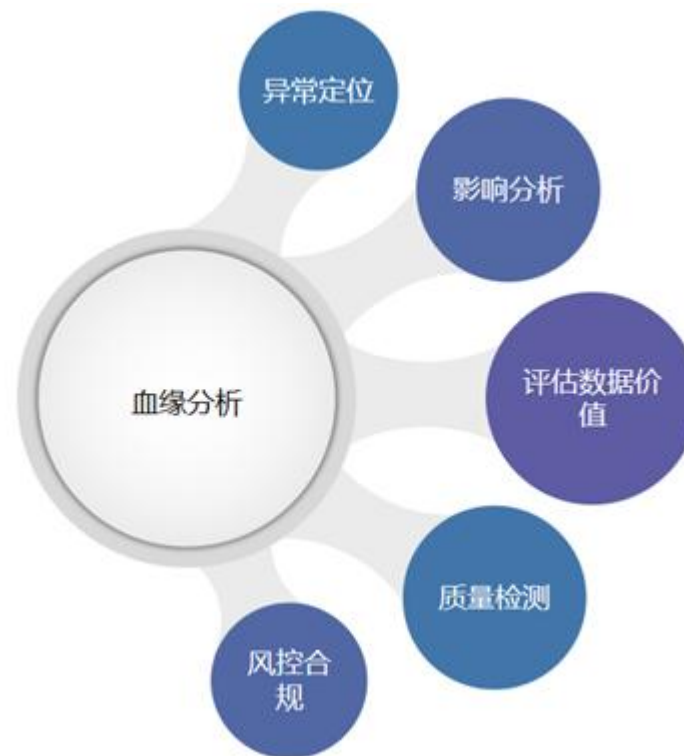 异常定位
影响分析
评估数据价
值
血缘分析
质量检测
风控合
规